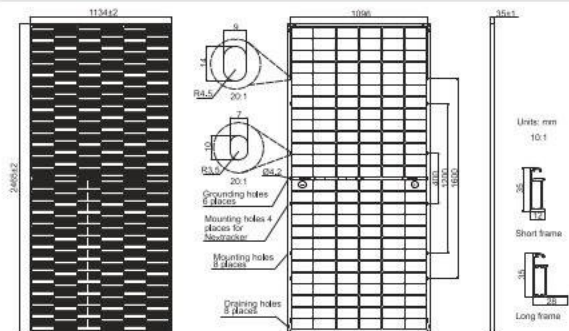 1134±2
2465±2
9
14
R4.5
20:1
7
10
R3.5
20:1
Ø4.2
Grounding holes
6 places
Mounting holes 4
places for
Nextracker
Mounting holes
8 places
Draining holes
8 places
1096
400
1200
1600
35±1
Units: mm
10:1
35
12
Short frame
35
28
Long frame